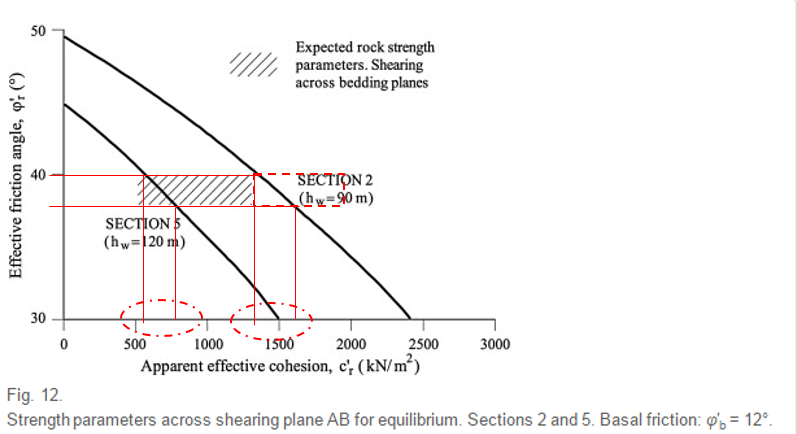 50
Expected rock strength
parameters. Shearing
across bedding planes
Effective friction angle, φ'r (°)
40
SECTION 2
(hw=90 m)
SECTION 5
(hw=120 m)
30
0 500 1000 1500 2000 2500 3000
Apparent effective cohesion, c'r (kN/m²)
Fig. 12.
Strength parameters across shearing plane AB for equilibrium. Sections 2 and 5. Basal friction: φ'b = 12°.